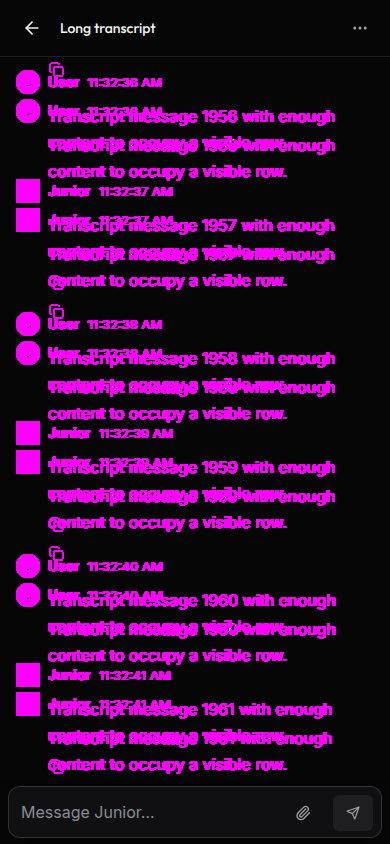 Long transcript
User 11:32:36 AM
Transcript message 1956 with enough
content to occupy a visible row.
Junior 11:32:37 AM
Transcript message 1957 with enough
content to occupy a visible row.
User 11:32:38 AM
Transcript message 1958 with enough
content to occupy a visible row.
Junior 11:32:39 AM
Transcript message 1959 with enough
content to occupy a visible row.
User 11:32:40 AM
Transcript message 1960 with enough
content to occupy a visible row.
Junior 11:32:41 AM
Transcript message 1961 with enough
content to occupy a visible row.
Message Junior...